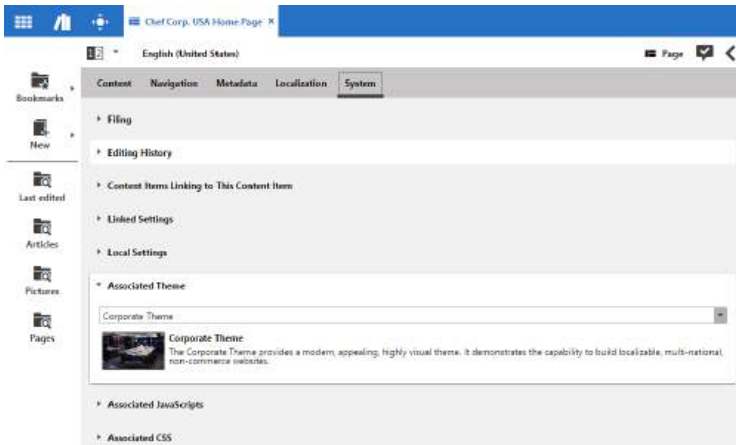 Chef Corp. USA Home Page ×
English (United States)
Page
Content Navigation Metadata Localization System
Bookmarks
New
Last edited
Articles
Pictures
Pages
Filing
Editing History
Content Items Linking to This Content Item
Linked Settings
Local Settings
Associated Theme
Corporate Theme
Corporate Theme
The Corporate Theme provides a modern, appealing, highly visual theme. It demonstrates the capability to build localizable, multi-national,
non-commerce websites.
Associated JavaScripts
Associated CSS